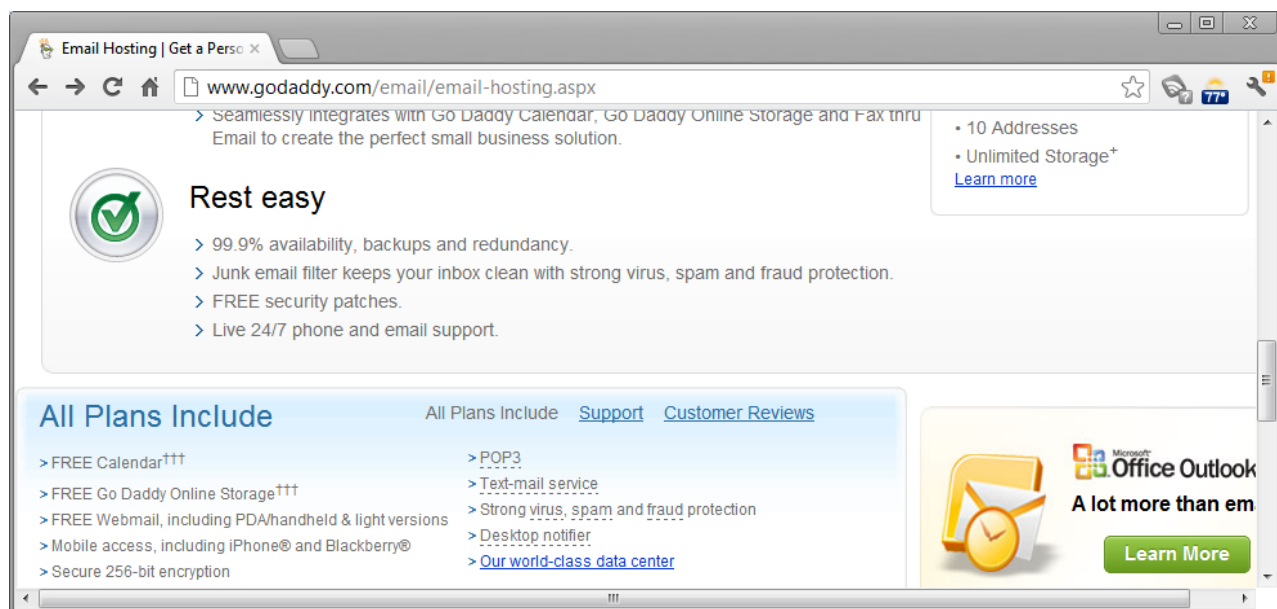 Email Hosting | Get a Perso
www.godaddy.com/email/email-hosting.aspx
77°
> Seamlessly integrates with Go Daddy Calendar, Go Daddy Online Storage and Fax thru
Email to create the perfect small business solution.
• 10 Addresses
• Unlimited Storage+
Learn more
Rest easy
> 99.9% availability, backups and redundancy.
> Junk email filter keeps your inbox clean with strong virus, spam and fraud protection.
> FREE security patches.
> Live 24/7 phone and email support.
All Plans Include
All Plans Include Support Customer Reviews
> FREE Calendar†††
> FREE Go Daddy Online Storage†††
> FREE Webmail, including PDA/handheld & light versions
> Mobile access, including iPhone® and Blackberry®
> Secure 256-bit encryption
> POP3
> Text-mail service
> Strong virus, spam and fraud protection
> Desktop notifier
> Our world-class data center
Microsoft®
Office Outlook
A lot more than em
Learn More